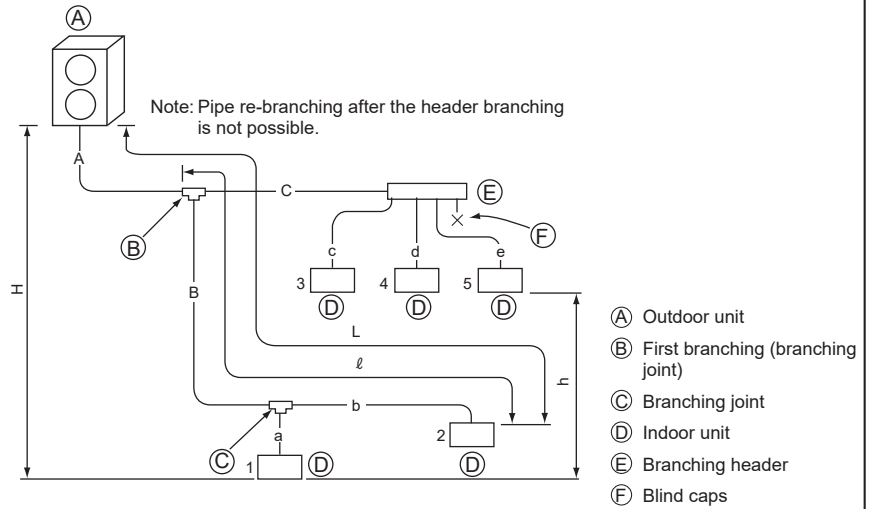 Ⓐ
Note: Pipe re-branching after the header branching
is not possible.
A
C
Ⓔ
Ⓑ
Ⓕ
c
d
e
3
4
5
Ⓓ
Ⓓ
Ⓓ
H
B
L
ℓ
h
b
a
2
Ⓒ
1
Ⓓ
Ⓓ
Ⓐ Outdoor unit
Ⓑ First branching (branching
joint)
Ⓒ Branching joint
Ⓓ Indoor unit
Ⓔ Branching header
Ⓕ Blind caps